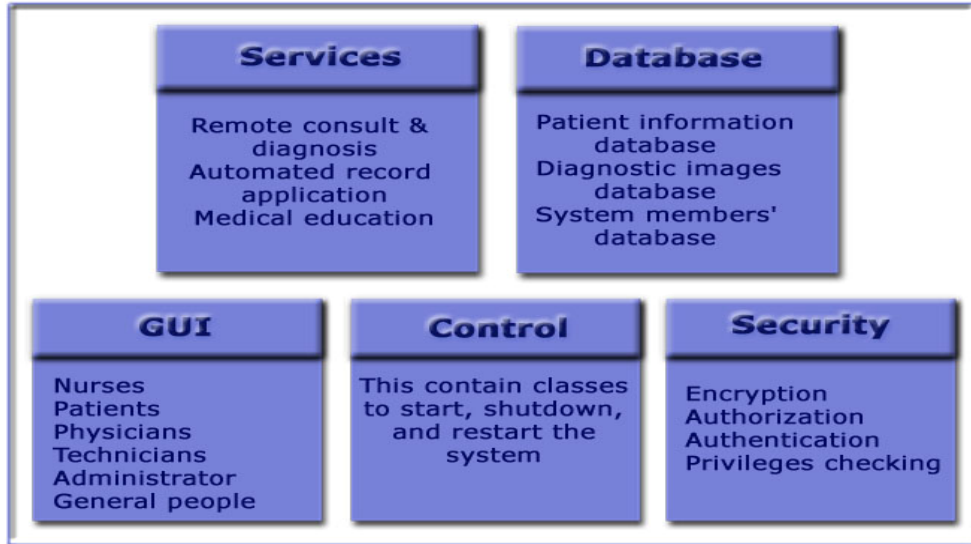 Services
Remote consult &
diagnosis
Automated record
application
Medical education
Database
Patient information
database
Diagnostic images
database
System members'
database
GUI
Nurses
Patients
Physicians
Technicians
Administrator
General people
Control
This contain classes
to start, shutdown,
and restart the
system
Security
Encryption
Authorization
Authentication
Privileges checking